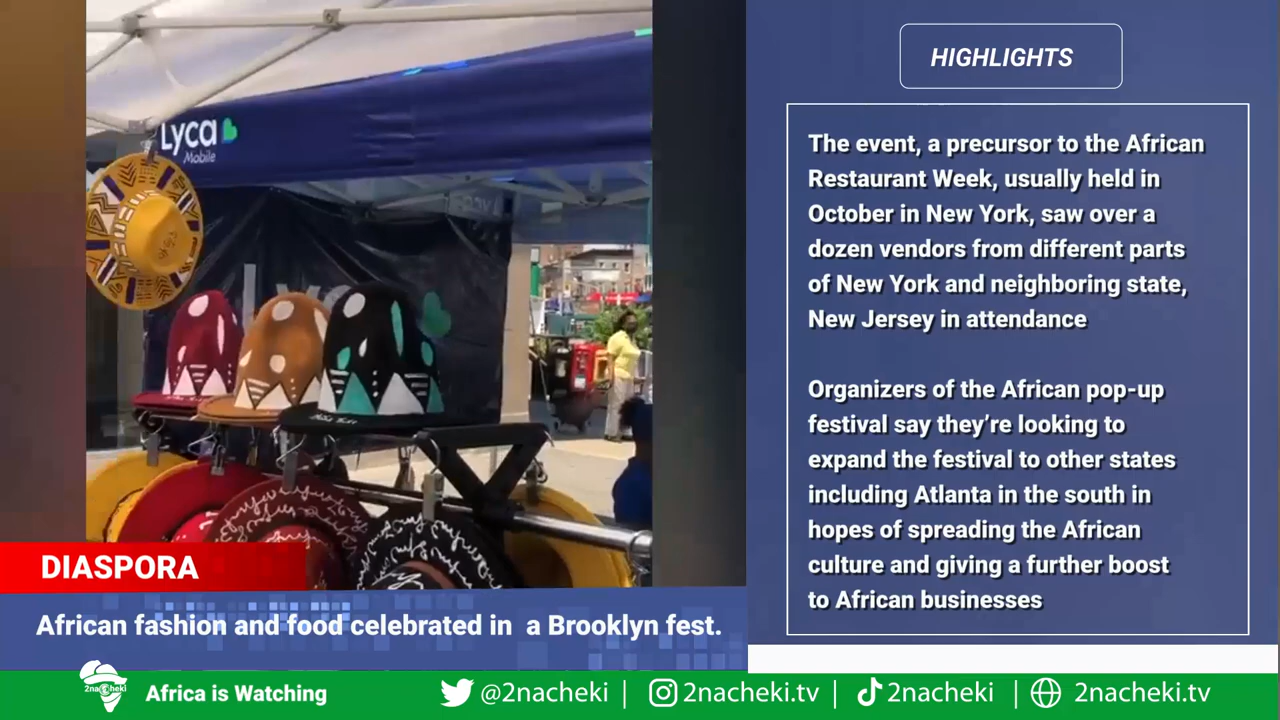 Lyca
Mobile
HIGHLIGHTS
The event, a precursor to the African
Restaurant Week, usually held in
October in New York, saw over a
dozen vendors from different parts
of New York and neighboring state,
New Jersey in attendance
Organizers of the African pop-up
festival say they’re looking to
expand the festival to other states
including Atlanta in the south in
hopes of spreading the African
culture and giving a further boost
to African businesses
DIASPORA
African fashion and food celebrated in a Brooklyn fest.
2nacheki
Africa is Watching
@2nacheki | 2nacheki.tv | 2nacheki | 2nacheki.tv